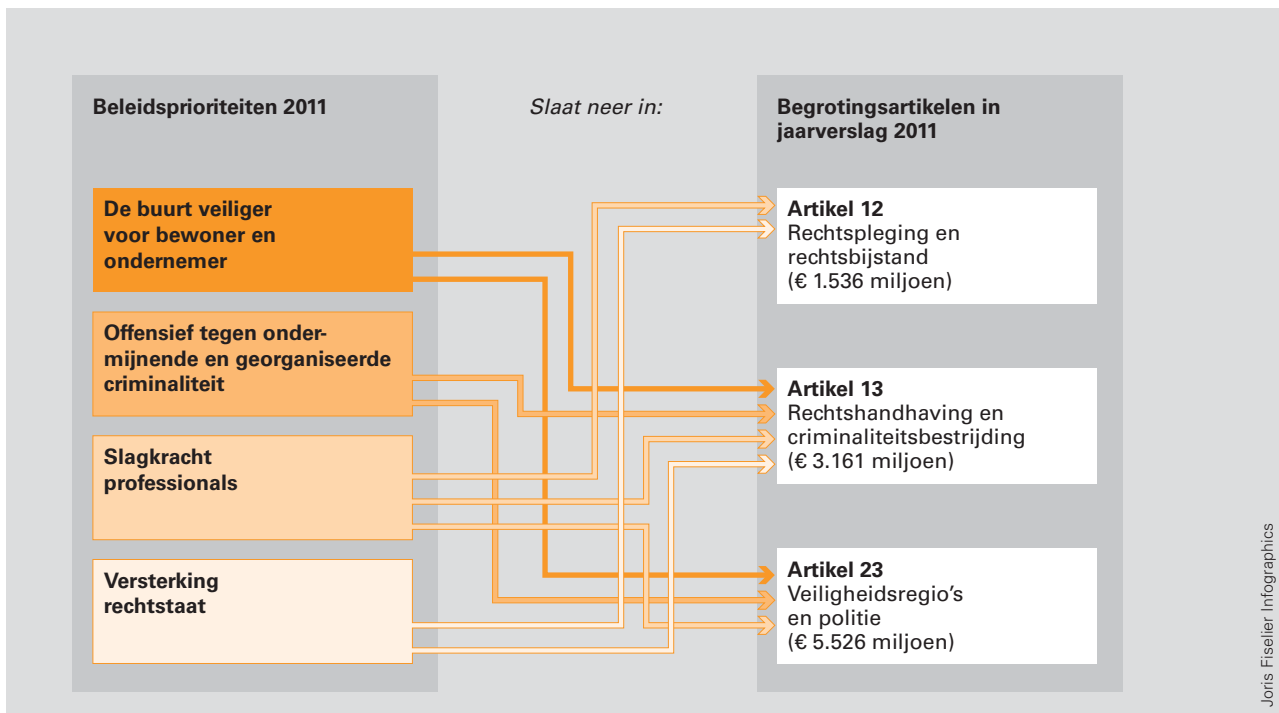 Beleidsprioriteiten 2011
Slaat neer in:
Begrotingsartikelen in
jaarverslag 2011
De buurt veiliger
voor bewoner en
ondernemer
Offensief tegen onder-
mijnende en georganiseerde
criminaliteit
Slagkracht
professionals
Versterking
rechtstaat
Artikel 12
Rechtspleging en
rechtsbijstand
(€ 1.536 miljoen)
Artikel 13
Rechtshandhaving en
criminaliteitsbestrijding
(€ 3.161 miljoen)
Artikel 23
Veiligheidsregio's
en politie
(€ 5.526 miljoen)
Joris Fiselier Infographics